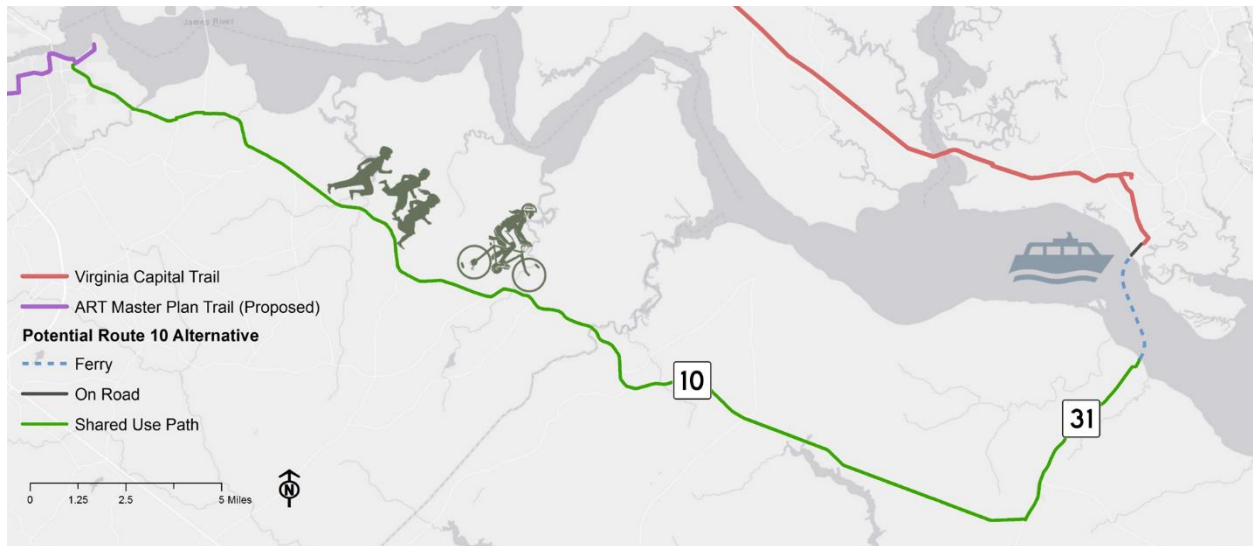 James River
Virginia Capital Trail
ART Master Plan Trail (Proposed)
Potential Route 10 Alternative
Ferry
On Road
Shared Use Path
0 1.25 2.5 5 Miles
N
10
31